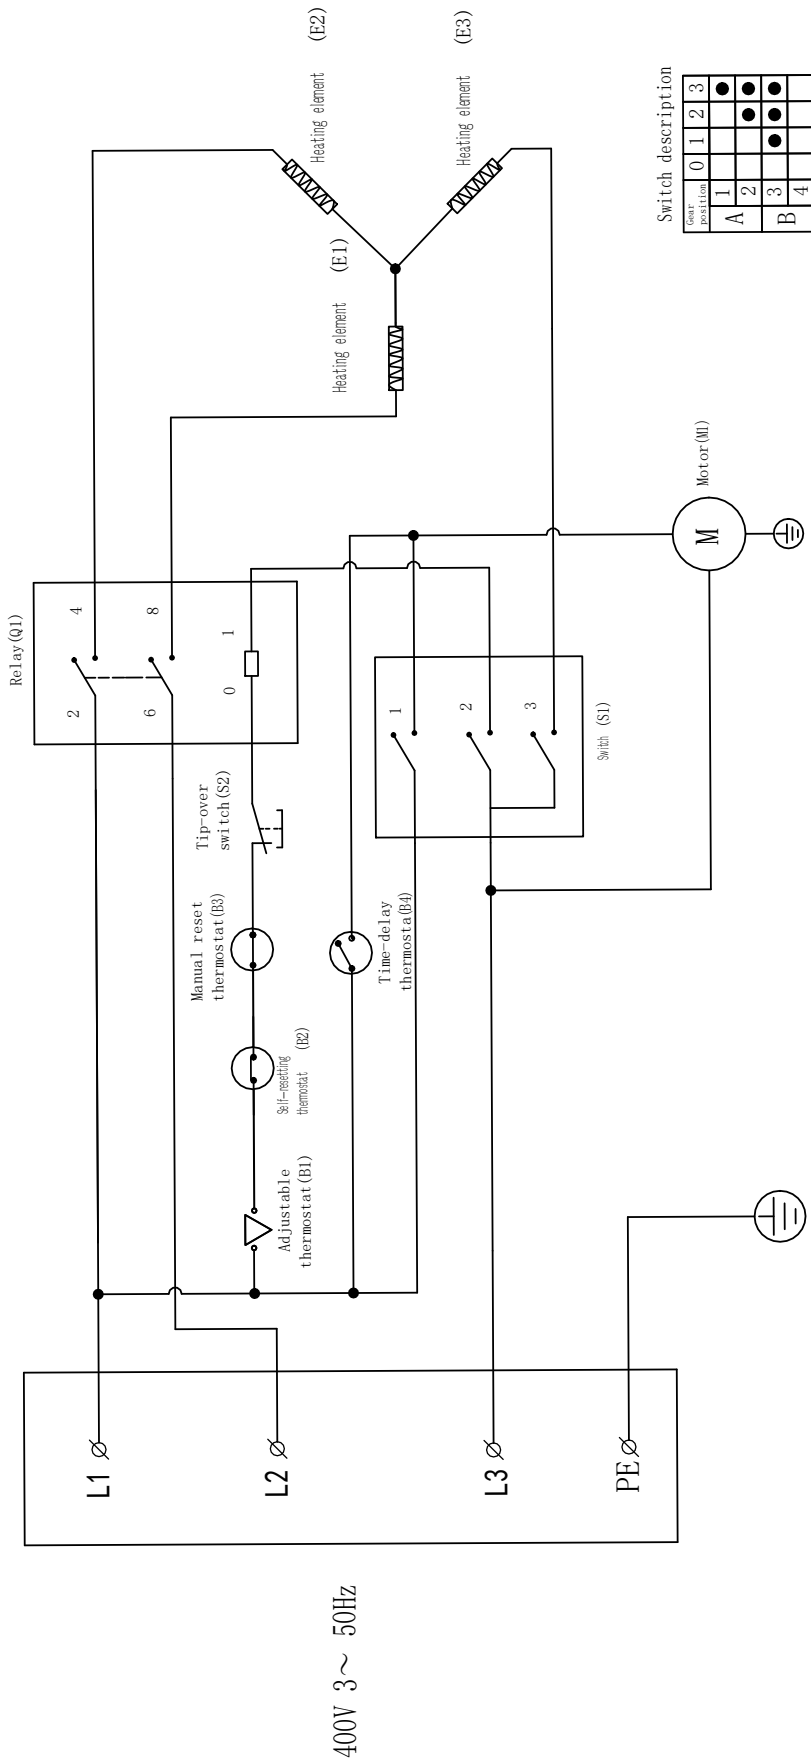 400V 3～ 50Hz
L1
L2
L3
PE
Relay(Q1)
2
4
6
8
0
1
Tip-over
switch(S2)
Manual reset
thermostat(B3)
Self-resetting
thermostat
(B2)
Adjustable
thermostat(B1)
Time-delay
thermosta(B4)
1
2
3
Switch (S1)
Heating element
(E2)
Heating element
(E1)
Heating element
(E3)
M
Motor(M1)
Switch description
Gear
position
0 1 2 3
A
1 ●
2 ● ●
B
3 ● ● ●
4